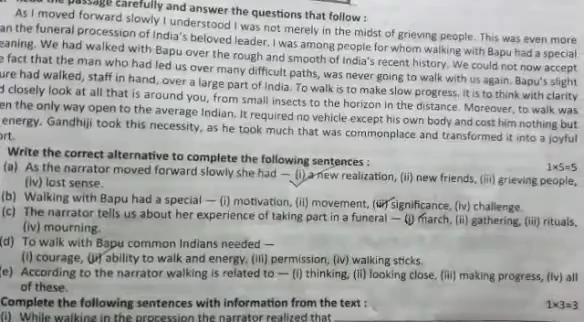 passage carefully and answer the questions that follow :
As I moved forward slowly I understood I was not merely in the midst of grieving people. This was even more
an the funeral procession of India's beloved leader. I was among people for whom walking with Bapu had a special
eaning. We had walked with Bapu over the rough and smooth of India's recent history. We could not now accept
e fact that the man who had led us over many difficult paths, was never going to walk with us again. Bapu's slight
ure had walked, staff in hand, over a large part of India. To walk is to make slow progress. It is to think with clarity
d closely look at all that is around you, from small insects to the horizon in the distance. Moreover, to walk was
en the only way open to the average Indian. It required no vehicle except his own body and cost him nothing but
energy. Gandhiji took this necessity, as he took much that was commonplace and transformed it into a joyful
ort.
Write the correct alternative to complete the following sentences : 1×5=5
(a) As the narrator moved forward slowly she had — (i) a new realization, (ii) new friends, (iii) grieving people,
(iv) lost sense.
(b) Walking with Bapu had a special — (i) motivation, (ii) movement, (iii) significance, (iv) challenge.
(c) The narrator tells us about her experience of taking part in a funeral — (i) march, (ii) gathering, (iii) rituals,
(iv) mourning.
(d) To walk with Bapu common Indians needed —
(i) courage, (ii) ability to walk and energy, (iii) permission, (iv) walking sticks.
(e) According to the narrator walking is related to — (i) thinking, (ii) looking close, (iii) making progress, (iv) all
of these.
Complete the following sentences with information from the text : 1×3=3
(i) While walking in the procession the narrator realized that